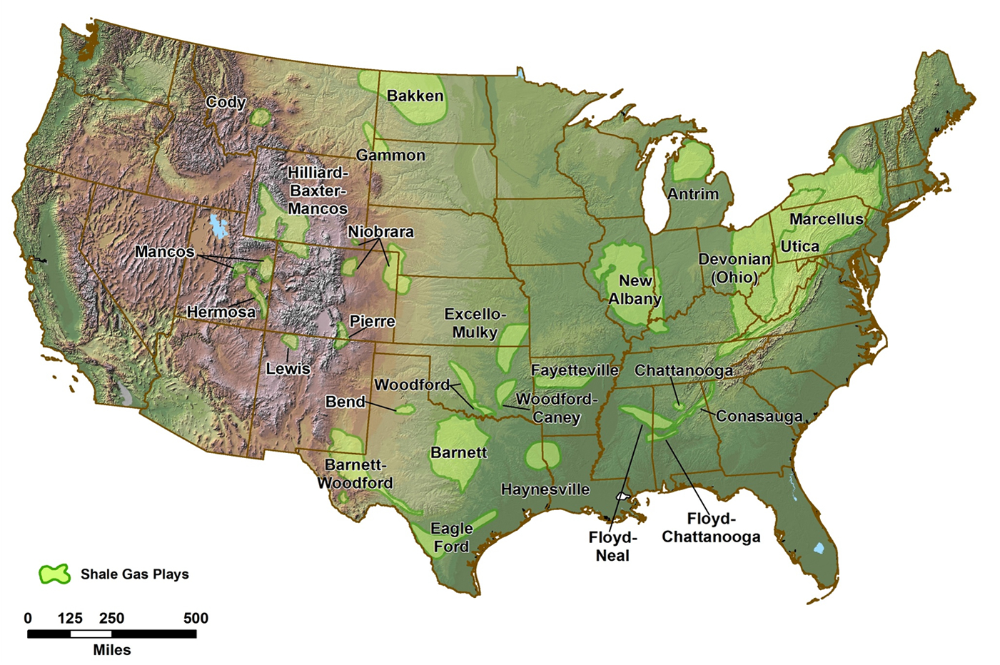 Cody
Bakken
Gammon
Hilliard-
Baxter-
Mancos
Antrim
Marcellus
Niobrara
Utica
Mancos
Devonian
(Ohio)
New
Albany
Hermosa
Excello-
Mulky
Pierre
Lewis
Fayetteville
Chattanooga
Woodford
Bend
Woodford-
Caney
Conasauga
Barnett
Barnett-
Woodford
Haynesville
Eagle
Ford
Floyd-
Neal
Floyd-
Chattanooga
Shale Gas Plays
0 125 250 500
Miles